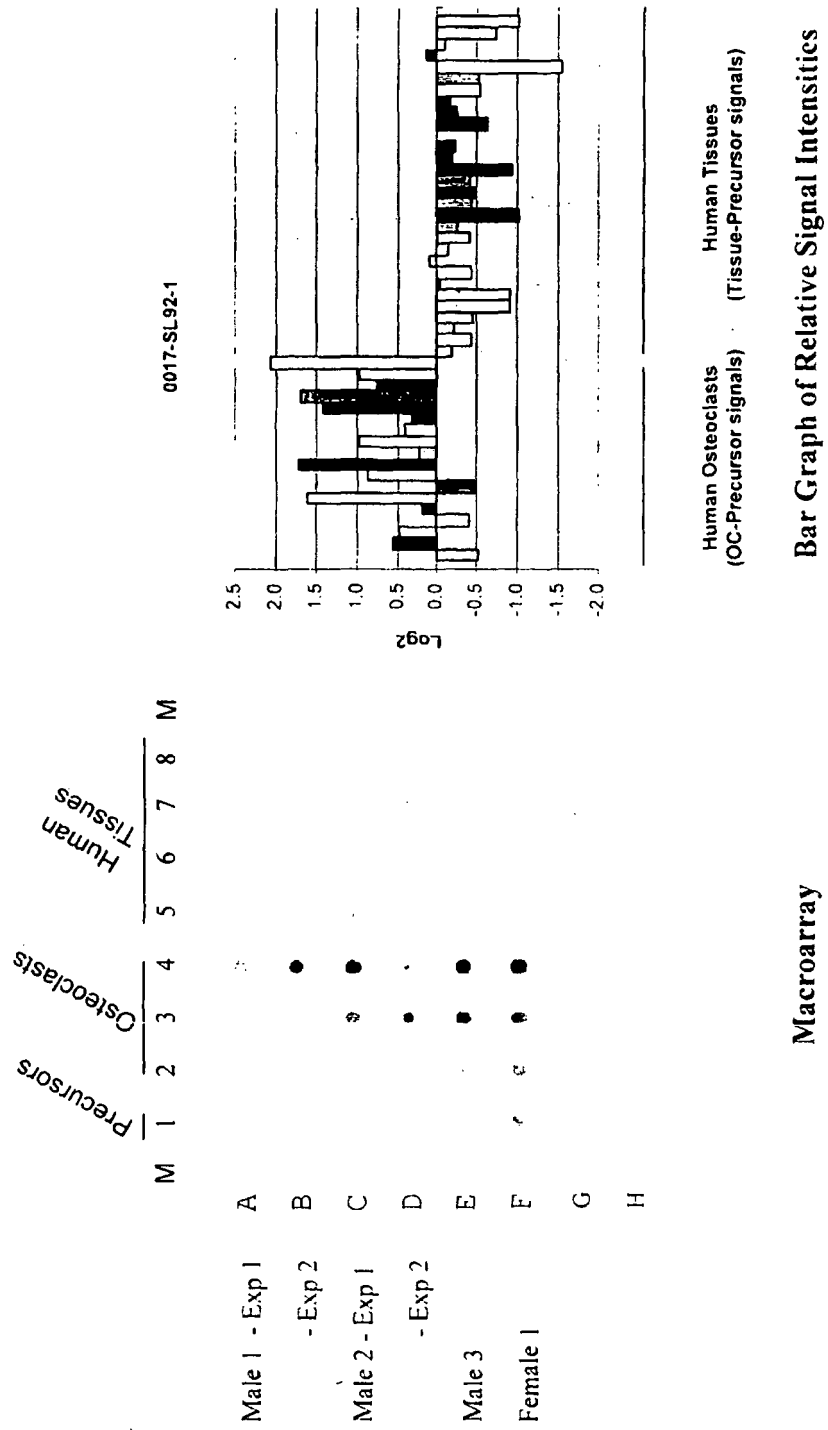 Precursors Osteoclasts Human Tissues
M 1 2 3 4 5 6 7 8 M
Male 1 - Exp 1 A
- Exp 2 B
Male 2 - Exp 1 C
- Exp 2 D
Male 3 E
Female 1 F
G
H
Macroarray
0017-SL92-1
2.5
2.0
1.5
1.0
0.5
0.0
-0.5
-1.0
-1.5
-2.0
Log2
Human Osteoclasts Human Tissues
(OC-Precursor signals) (Tissue-Precursor signals)
Bar Graph of Relative Signal Intensitics